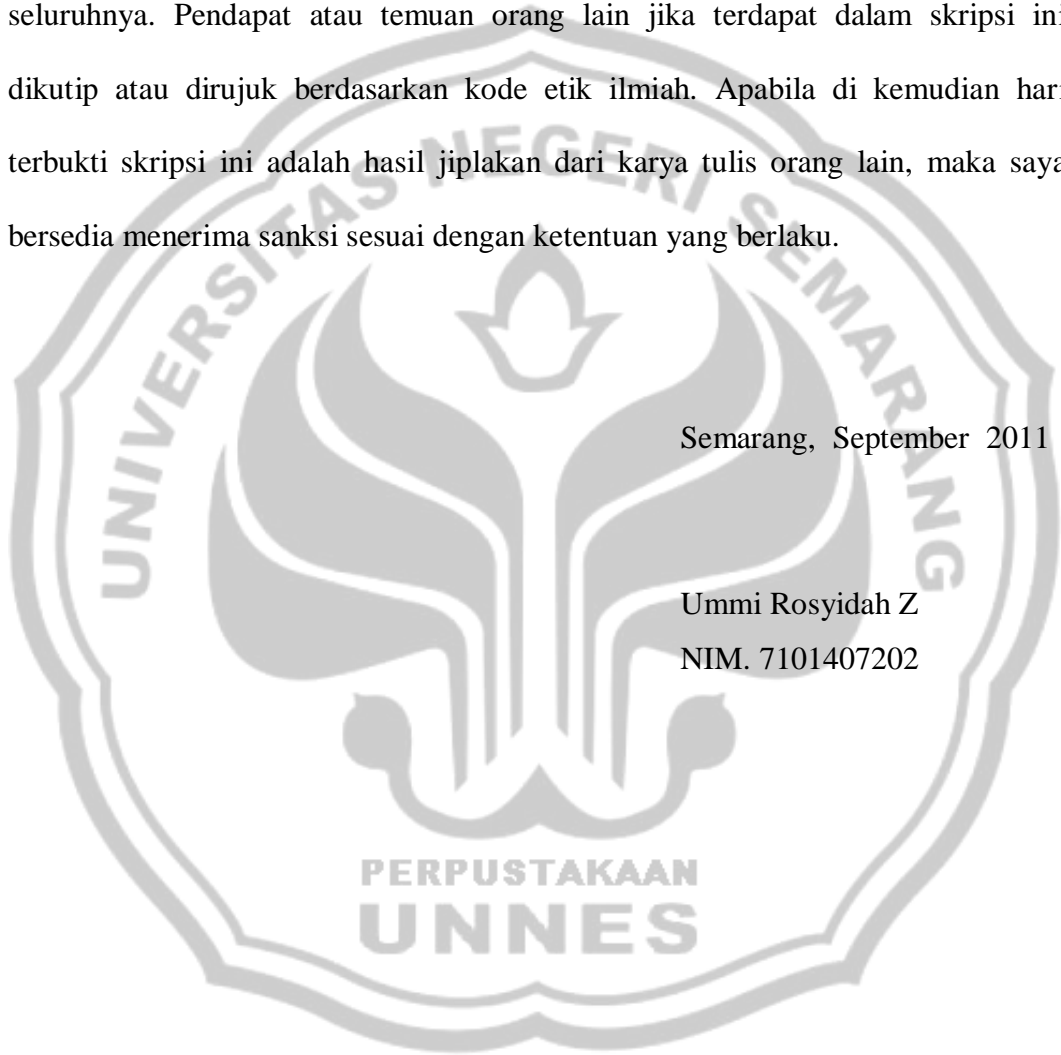 seluruhnya. Pendapat atau temuan orang lain jika terdapat dalam skripsi ini
dikutip atau dirujuk berdasarkan kode etik ilmiah. Apabila di kemudian hari
terbukti skripsi ini adalah hasil jiplakan dari karya tulis orang lain, maka saya
bersedia menerima sanksi sesuai dengan ketentuan yang berlaku.
UNIVERSITAS NEGERI SEMARANG
Semarang, September 2011
Ummi Rosyidah Z
NIM. 7101407202
PERPUSTAKAAN
UNNES